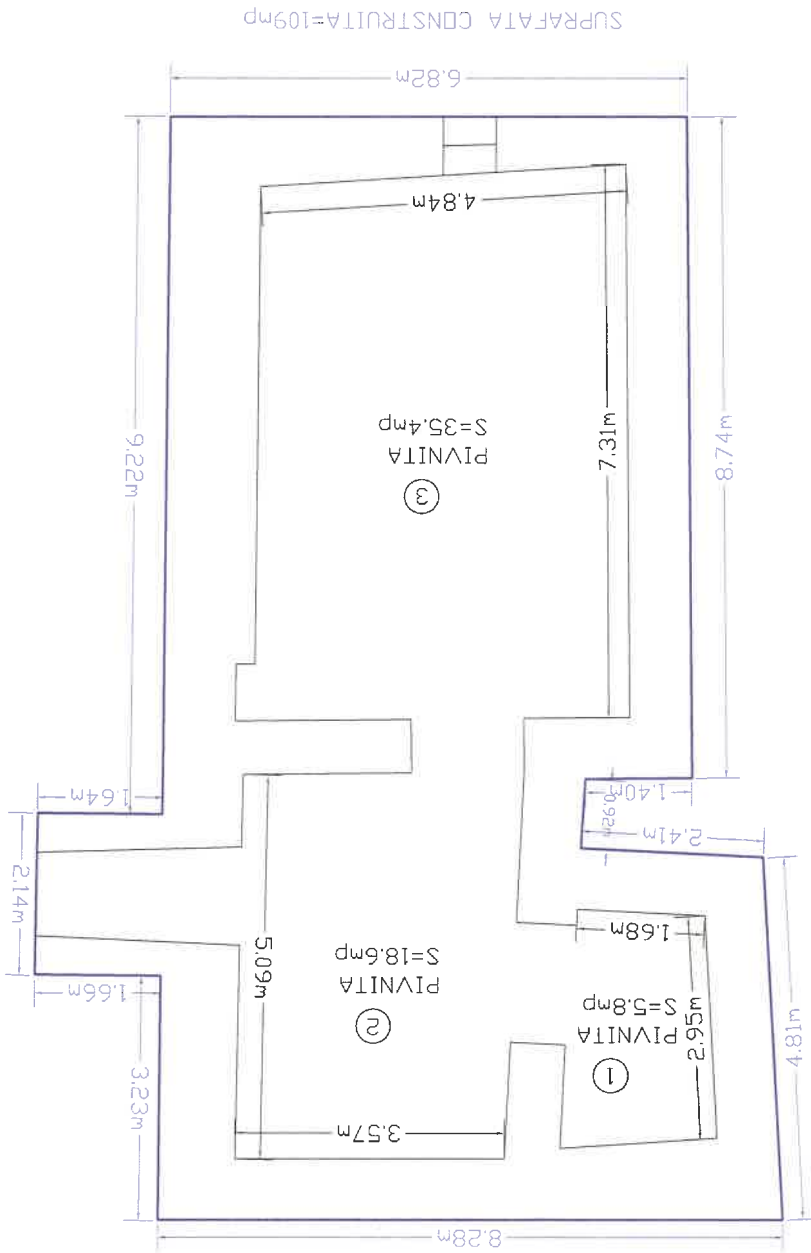 8.28m
3.57m
4.81m
3.23m
1
PIVNITA
S=5.8mp
2.95m
1.68m
2
PIVNITA
S=18.6mp
5.09m
1.66m
2.14m
1.64m
2.41m
0.92m
1.40m
3
PIVNITA
S=35.4mp
7.31m
8.74m
9.22m
4.84m
6.82m
SUPRAFATA CONSTRUITA=109mp